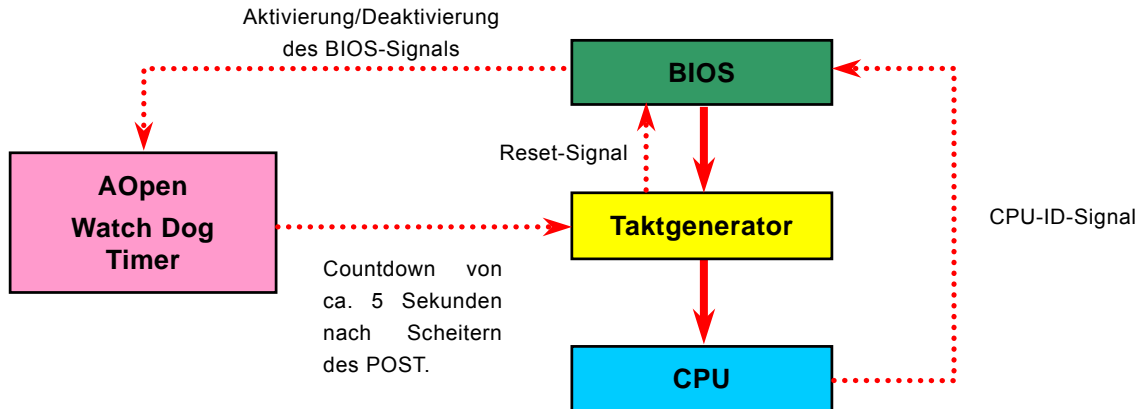 Aktivierung/Deaktivierung
des BIOS-Signals
BIOS
Reset-Signal
AOpen
Watch Dog
Timer
Taktgenerator
CPU-ID-Signal
Countdown von
ca. 5 Sekunden
nach Scheitern
des POST.
CPU